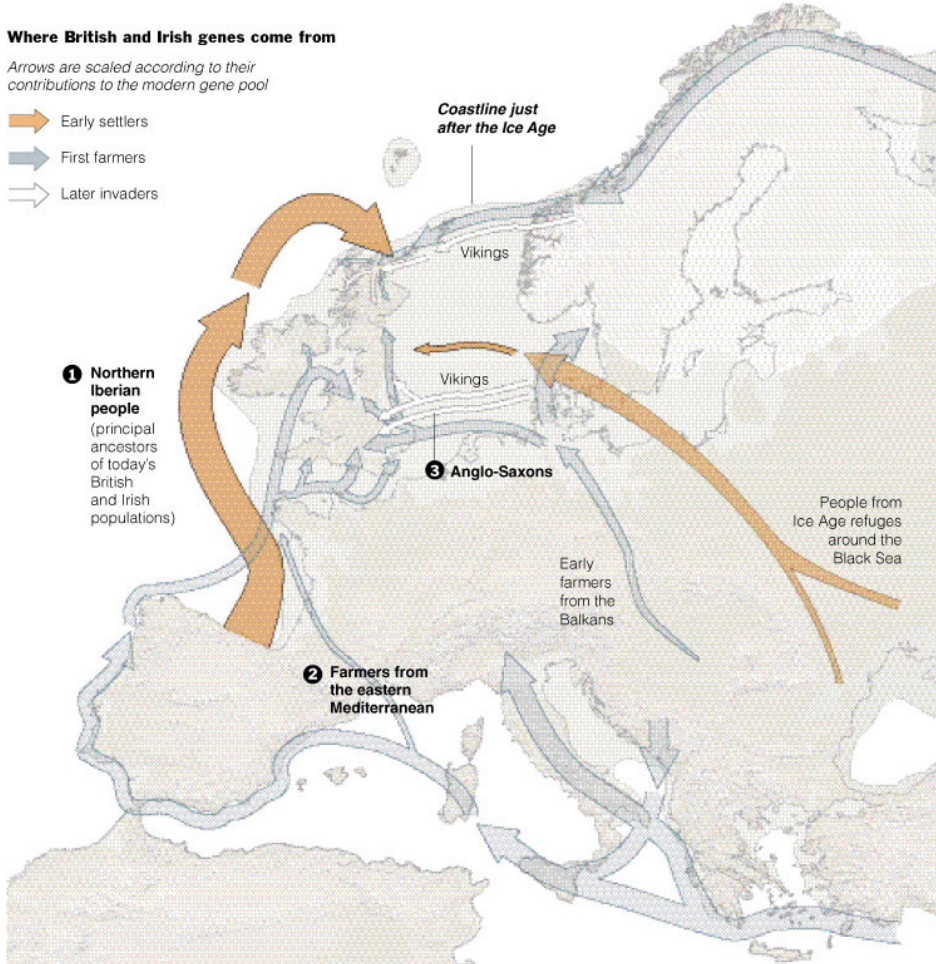 Where British and Irish genes come from
Arrows are scaled according to their
contributions to the modern gene pool
Early settlers
First farmers
Later invaders
Coastline just
after the Ice Age
Vikings
1 Northern
Iberian
people
(principal
ancestors
of today's
British
and Irish
populations)
Vikings
3 Anglo-Saxons
People from
Ice Age refuges
around the
Black Sea
Early
farmers
from the
Balkans
2 Farmers from
the eastern
Mediterranean